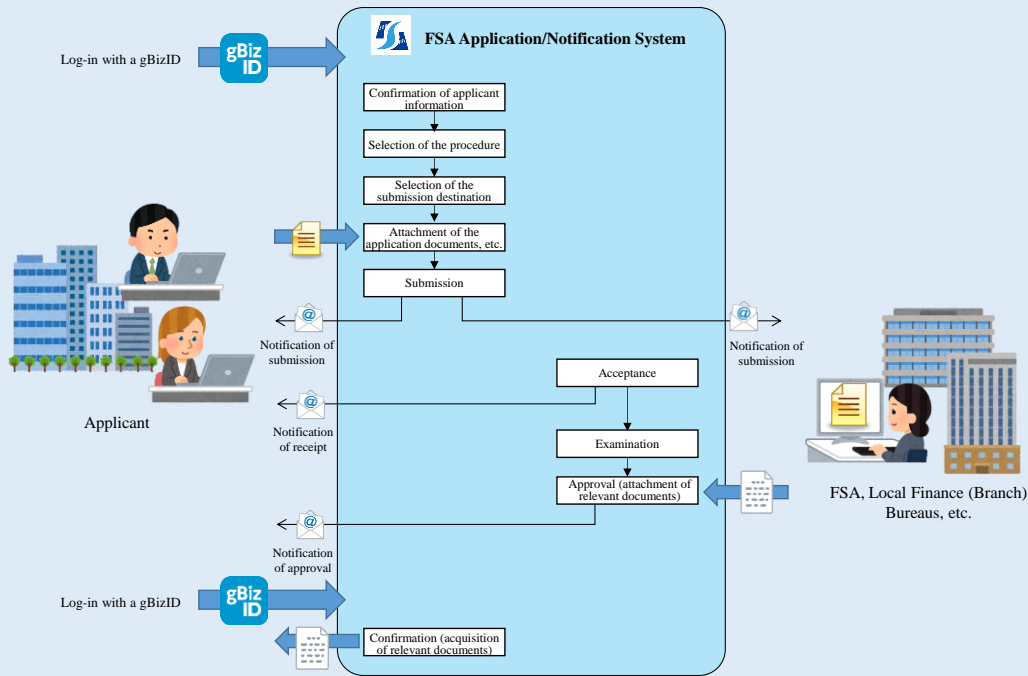 FSA Application/Notification System
Log-in with a gBizID
gBiz
ID
Confirmation of applicant
information
Selection of the procedure
Selection of the
submission destination
Attachment of the
application documents, etc.
Submission
@
Notification of
submission
@
Notification of
submission
Applicant
Acceptance
@
Notification
of receipt
Examination
Approval (attachment of
relevant documents)
FSA, Local Finance (Branch)
Bureaus, etc.
@
Notification
of approval
Log-in with a gBizID
gBiz
ID
Confirmation (acquisition
of relevant documents)